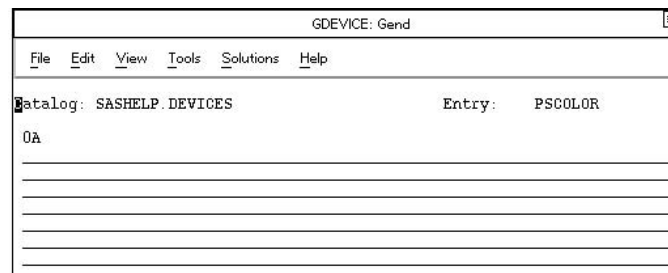 GDEVICE: Gend
File Edit View Tools Solutions Help
Catalog: SASHELP.DEVICES Entry: PSCOLOR
0A